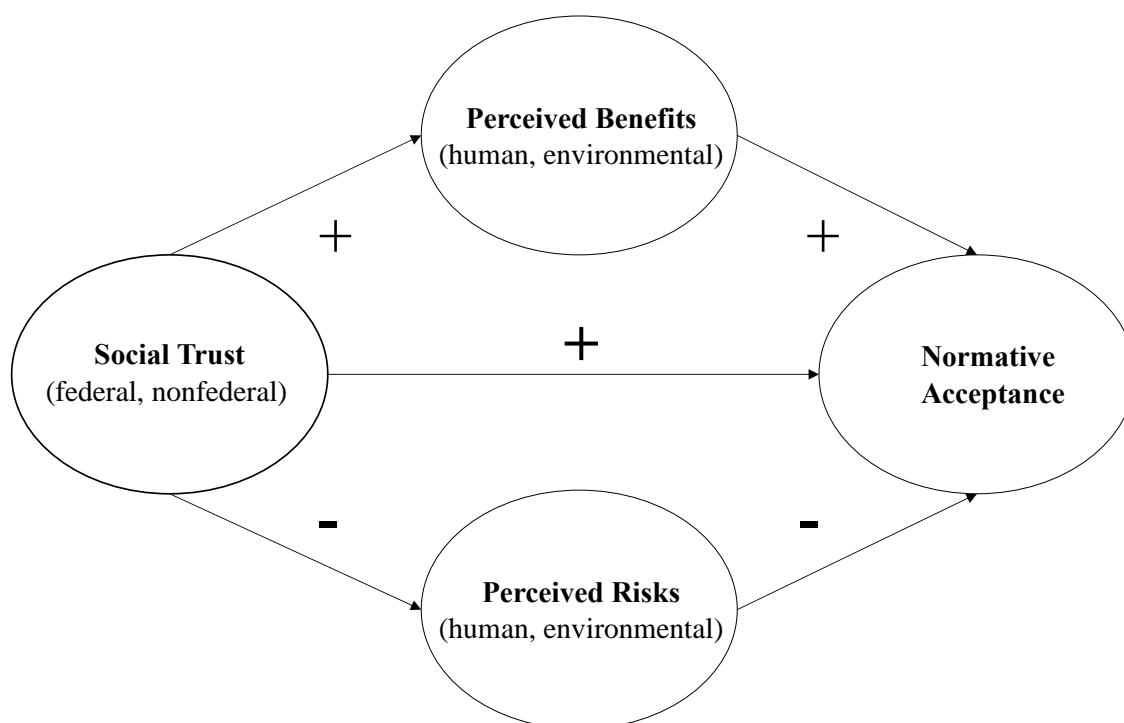 Perceived Benefits
(human, environmental)
+
+
Social Trust
(federal, nonfederal)
+
Normative
Acceptance
-
-
Perceived Risks
(human, environmental)